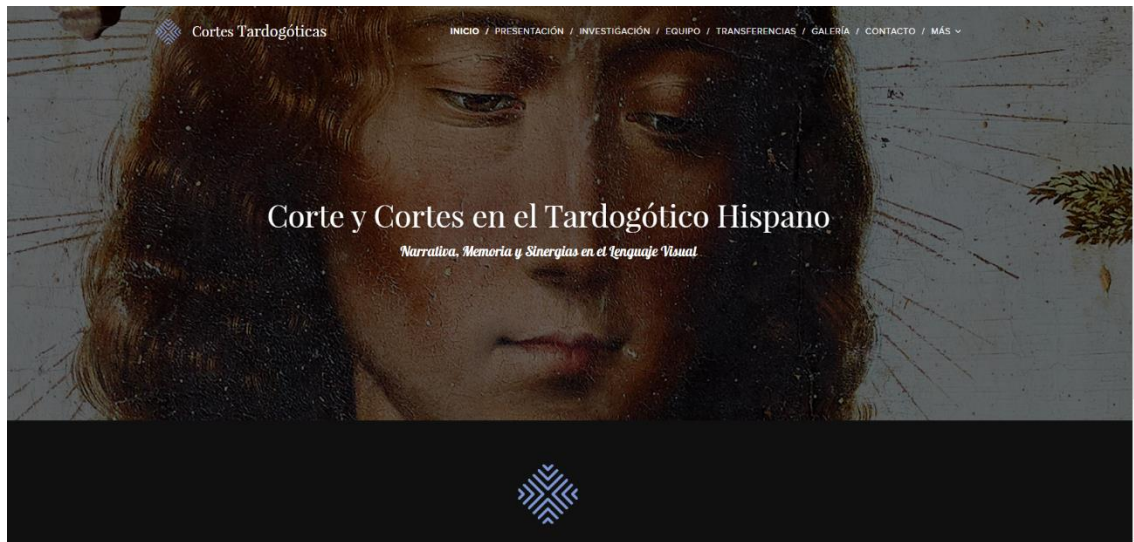 Cortes Tardogóticas
INICIO / PRESENTACIÓN / INVESTIGACIÓN / EQUIPO / TRANSFERENCIAS / GALERÍA / CONTACTO / MÁS
Corte y Cortes en el Tardogótico Hispano
Narrativa, Memoria y Sinergias en el Lenguaje Visual